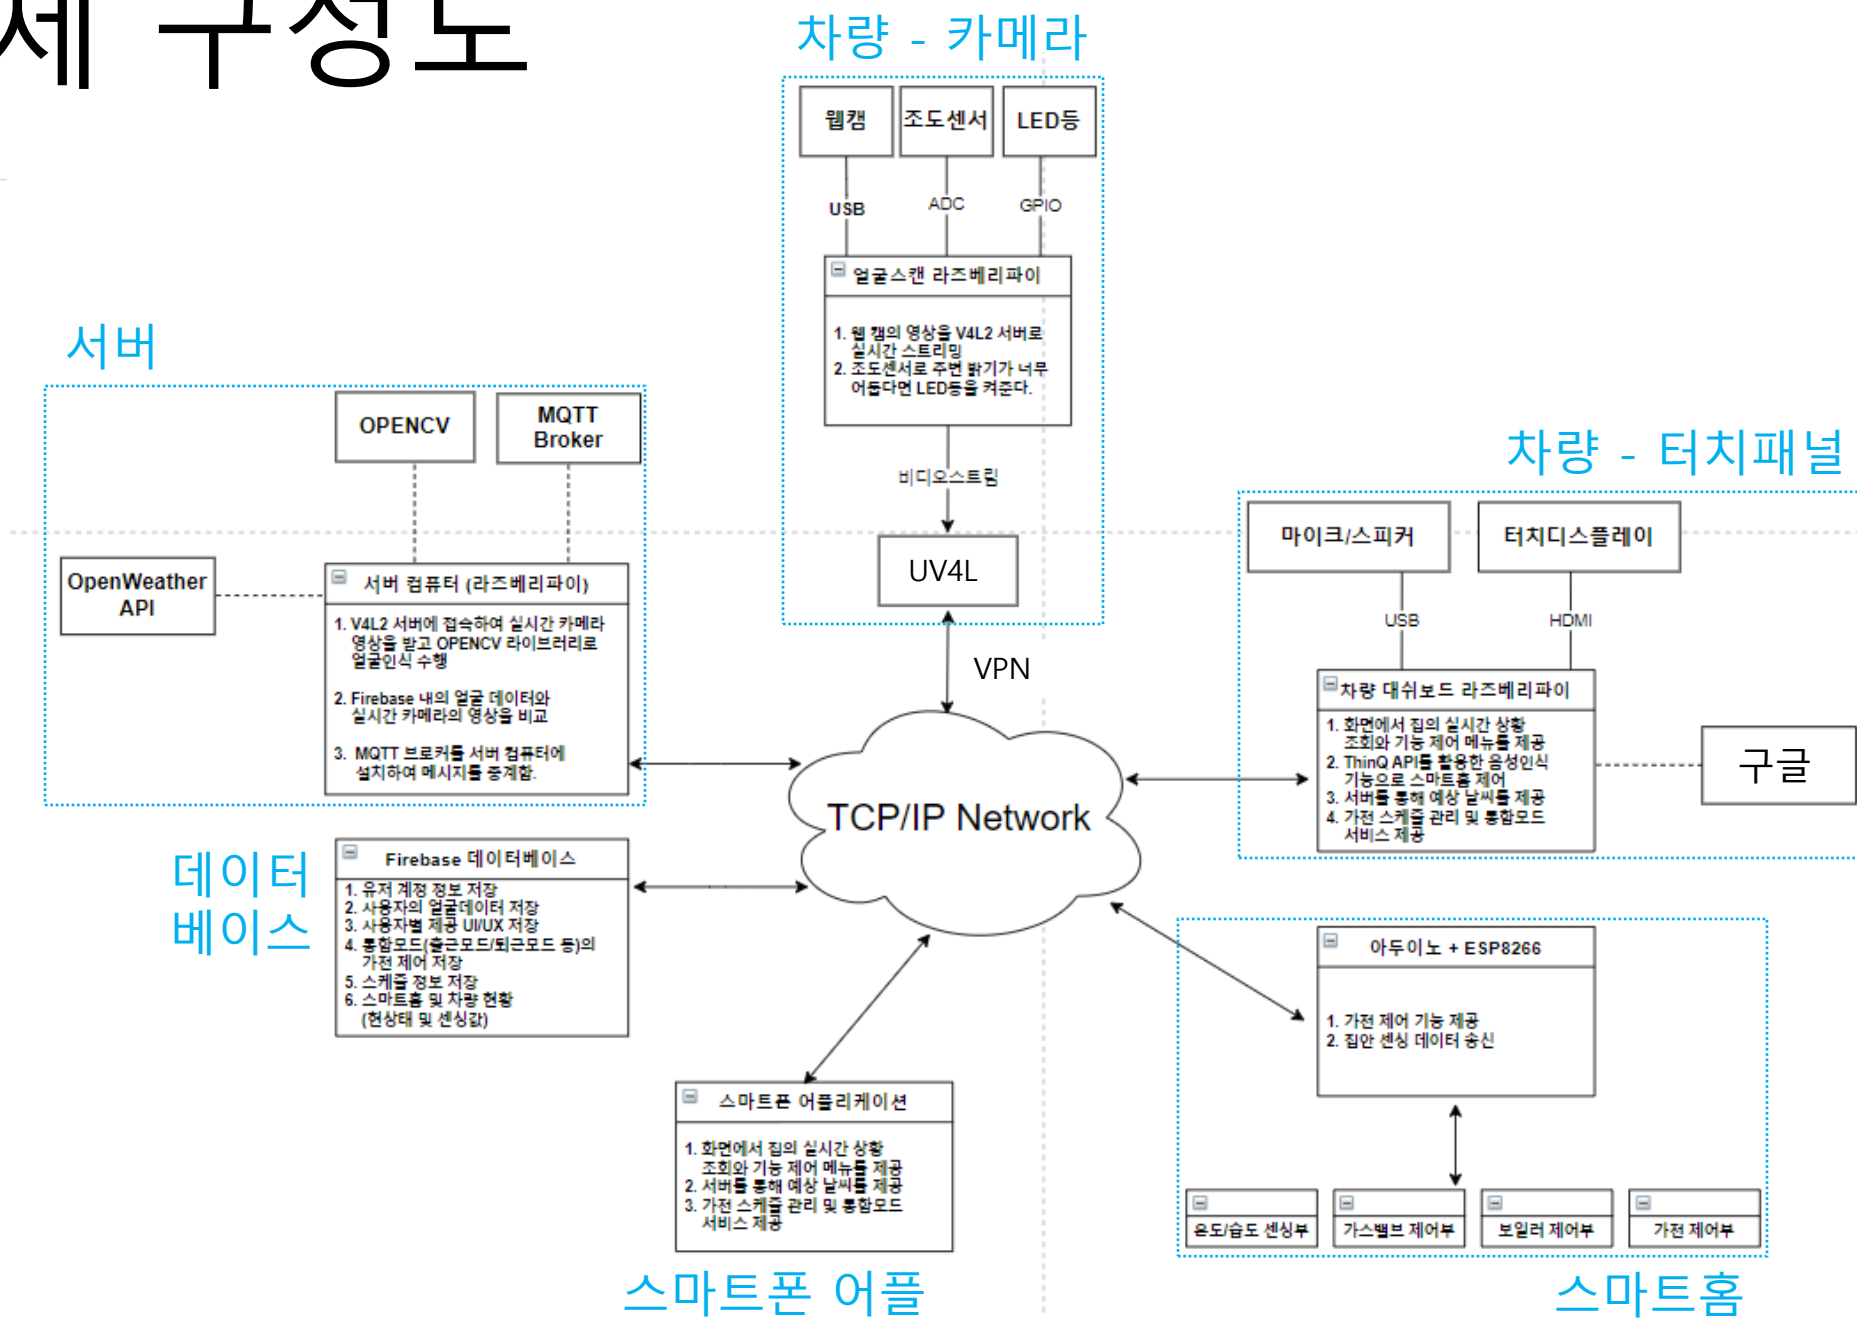 구성도
차량 - 카메라
웹캠
조도센서
LED등
USB
ADC
GPIO
얼굴스캔 라즈베리파이
1. 웹 캠의 영상을 V4L2 서버로
실시간 스트리밍
2. 조도센서로 주변 밝기가 너무
어둡다면 LED등을 켜준다.
비디오스트림
UV4L
VPN
서버
OPENCV
MQTT
Broker
OpenWeather
API
서버 컴퓨터 (라즈베리파이)
1. V4L2 서버에 접속하여 실시간 카메라
영상을 받고 OPENCV 라이브러리로
얼굴인식 수행
2. Firebase 내의 얼굴 데이터와
실시간 카메라의 영상을 비교
3. MQTT 브로커를 서버 컴퓨터에
설치하여 메시지를 중계함.
차량 - 터치패널
마이크/스피커
터치디스플레이
USB
HDMI
차량 대쉬보드 라즈베리파이
1. 화면에서 집의 실시간 상황
조회와 기능 제어 메뉴를 제공
2. ThinQ API를 활용한 음성인식
기능으로 스마트홈 제어
3. 서버를 통해 예상 날씨를 제공
4. 가전 스케줄 관리 및 통합모드
서비스 제공
구글
TCP/IP Network
데이터
베이스
Firebase 데이터베이스
1. 유저 계정 정보 저장
2. 사용자의 얼굴데이터 저장
3. 사용자별 제공 UI/UX 저장
4. 통합모드(출근모드/퇴근모드 등)의
가전 제어 저장
5. 스케줄 정보 저장
6. 스마트홈 및 차량 현황
(현상태 및 센싱값)
스마트폰 어플리케이션
1. 화면에서 집의 실시간 상황
조회와 기능 제어 메뉴를 제공
2. 서버를 통해 예상 날씨를 제공
3. 가전 스케줄 관리 및 통합모드
서비스 제공
스마트폰 어플
아두이노 + ESP8266
1. 가전 제어 기능 제공
2. 집안 센싱 데이터 송신
온도/습도 센싱부
가스밸브 제어부
보일러 제어부
가전 제어부
스마트홈